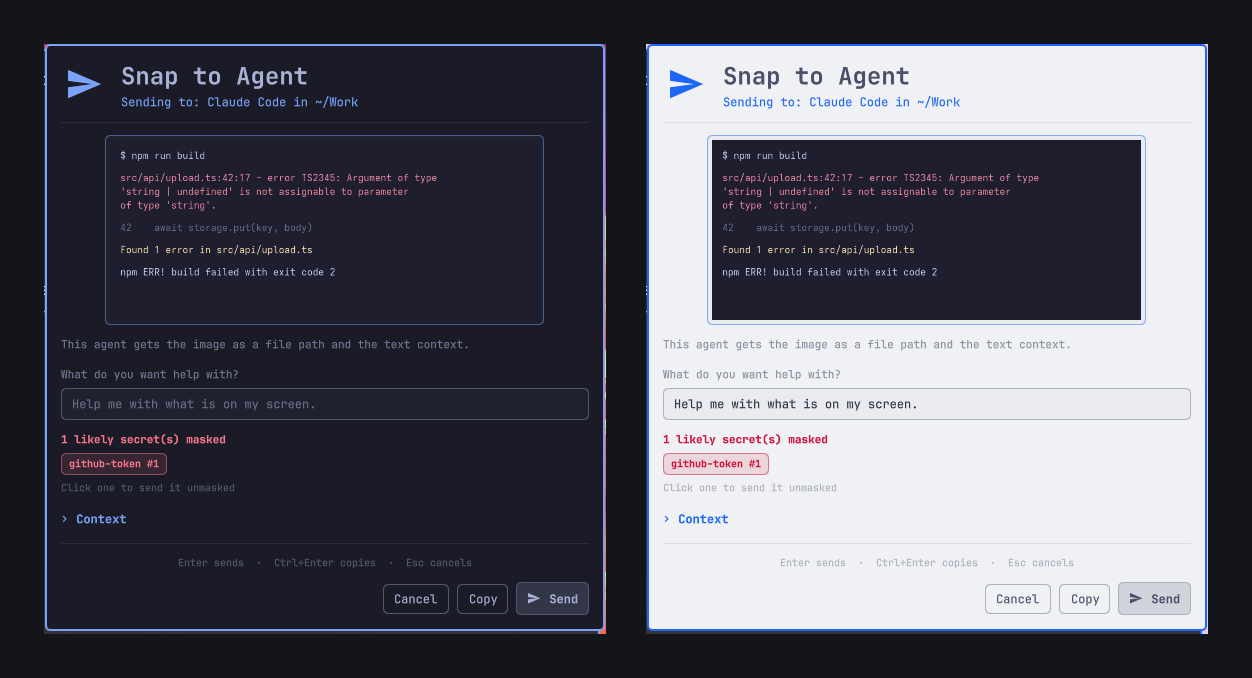 Snap to Agent
Sending to: Claude Code in ~/Work
$ npm run build
src/api/upload.ts:42:17 - error TS2345: Argument of type
'string | undefined' is not assignable to parameter
of type 'string'.
42    await storage.put(key, body)
Found 1 error in src/api/upload.ts
npm ERR! build failed with exit code 2
This agent gets the image as a file path and the text context.
What do you want help with?
Help me with what is on my screen.
1 likely secret(s) masked
github-token #1
Click one to send it unmasked
› Context
Enter sends · Ctrl+Enter copies · Esc cancels
Cancel Copy Send
Snap to Agent
Sending to: Claude Code in ~/Work
$ npm run build
src/api/upload.ts:42:17 - error TS2345: Argument of type
'string | undefined' is not assignable to parameter
of type 'string'.
42    await storage.put(key, body)
Found 1 error in src/api/upload.ts
npm ERR! build failed with exit code 2
This agent gets the image as a file path and the text context.
What do you want help with?
Help me with what is on my screen.
1 likely secret(s) masked
github-token #1
Click one to send it unmasked
› Context
Enter sends · Ctrl+Enter copies · Esc cancels
Cancel Copy Send